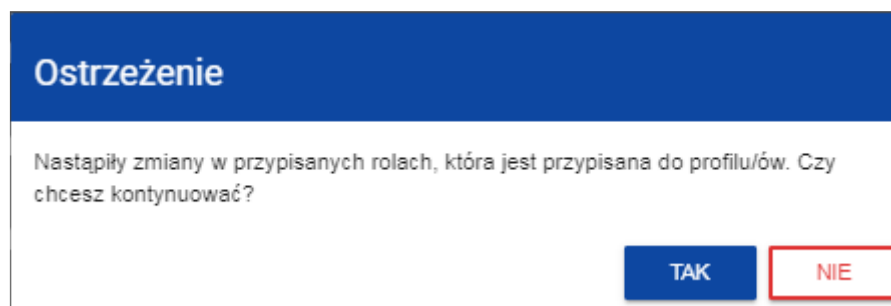 Ostrzeżenie
Nastąpiły zmiany w przypisanych rolach, która jest przypisana do profilu/ów. Czy
chcesz kontynuować?
TAK NIE